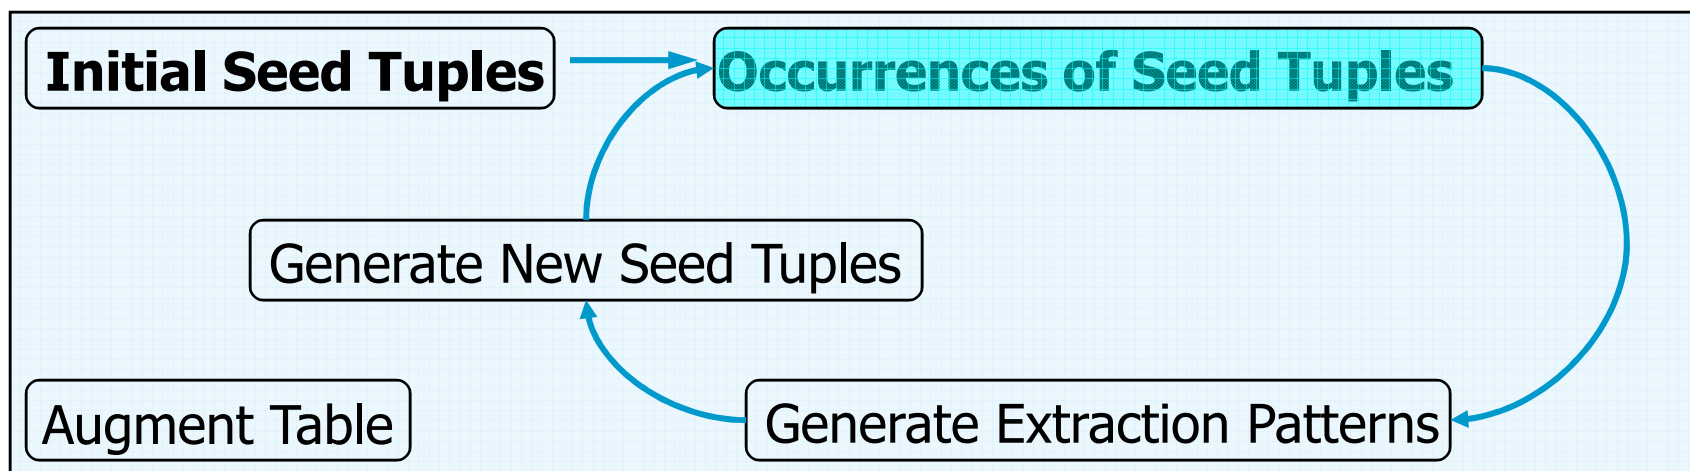 Initial Seed Tuples
Occurrences of Seed Tuples
Generate New Seed Tuples
Augment Table
Generate Extraction Patterns